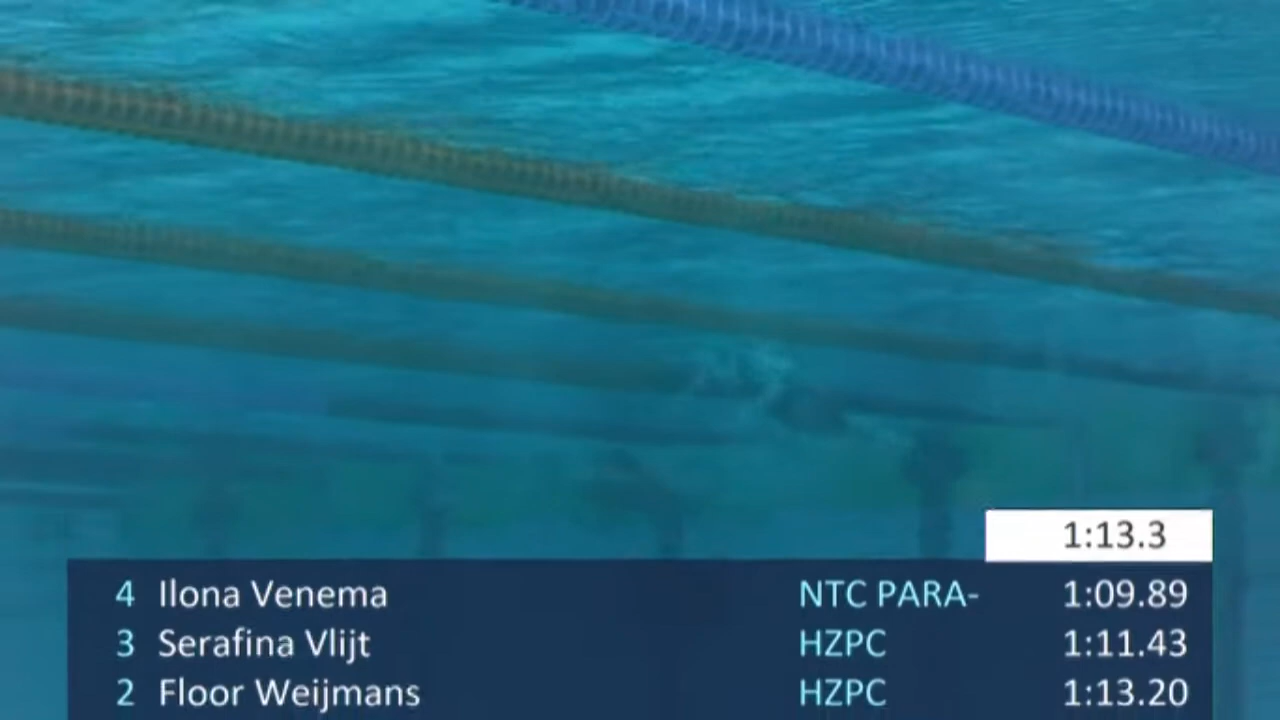 1:13.3
4 Ilona Venema NTC PARA- 1:09.89
3 Serafina Vlijt HZPC 1:11.43
2 Floor Weijmans HZPC 1:13.20